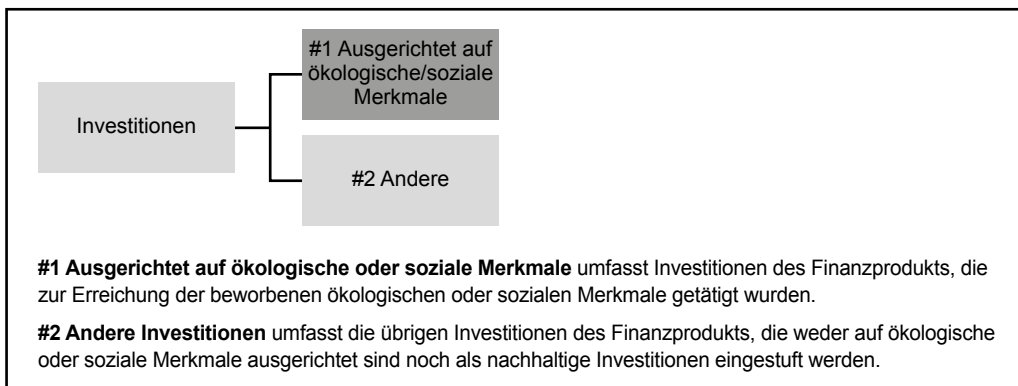 #1 Ausgerichtet auf
ökologische/soziale
Merkmale
Investitionen
#2 Andere
#1 Ausgerichtet auf ökologische oder soziale Merkmale umfasst Investitionen des Finanzprodukts, die
zur Erreichung der beworbenen ökologischen oder sozialen Merkmale getätigt wurden.
#2 Andere Investitionen umfasst die übrigen Investitionen des Finanzprodukts, die weder auf ökologische
oder soziale Merkmale ausgerichtet sind noch als nachhaltige Investitionen eingestuft werden.